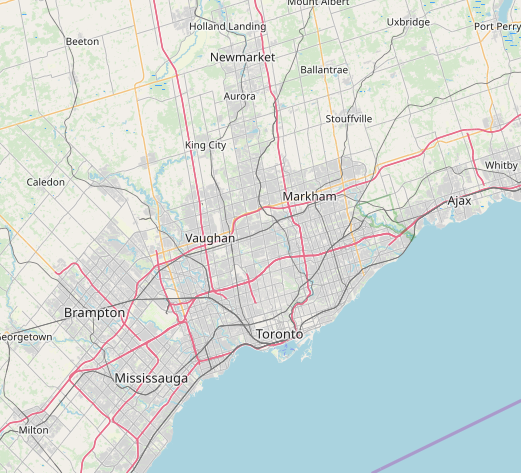 Mount Albert
Holland Landing
Uxbridge
Port Perry
Beeton
Newmarket
Ballantrae
Aurora
Stouffville
King City
Whitby
Caledon
Markham
Ajax
Vaughan
Brampton
Toronto
Georgetown
Mississauga
Milton